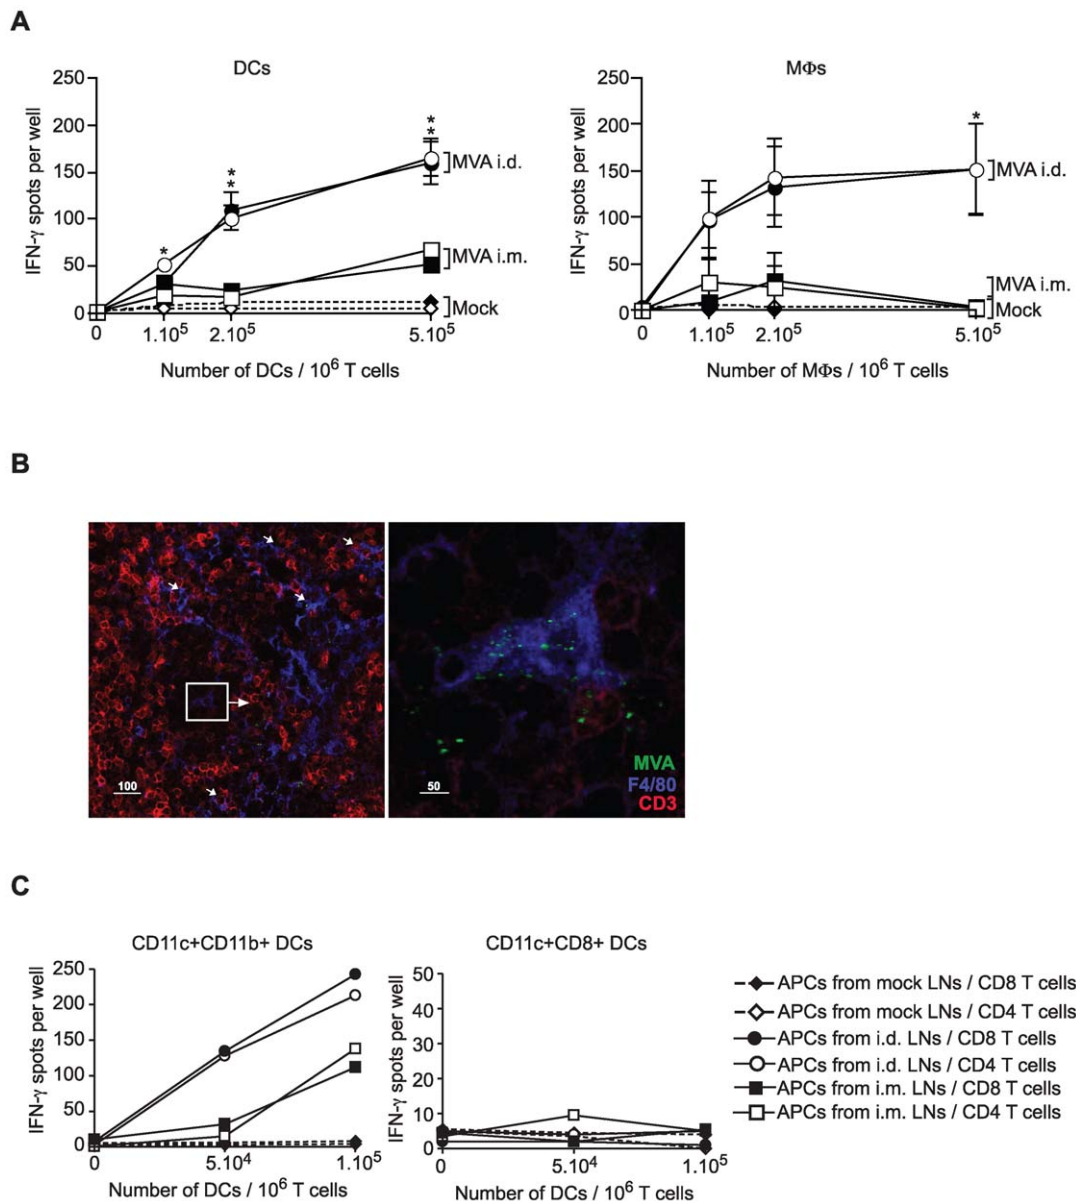 A
DCs
IFN-γ spots per well
250
200
150
100
50
0
* * * * *
MVA i.d.
MVA i.m.
Mock
0 1.10⁵ 2.10⁵ 5.10⁵
Number of DCs / 10⁶ T cells
MΦs
IFN-γ spots per well
250
200
150
100
50
0
*
MVA i.d.
MVA i.m.
Mock
0 1.10⁵ 2.10⁵ 5.10⁵
Number of MΦs / 10⁶ T cells
B
100
50
MVA
F4/80
CD3
C
CD11c+CD11b+ DCs
IFN-γ spots per well
250
200
150
100
50
0
0 5.10⁴ 1.10⁵
Number of DCs / 10⁶ T cells
CD11c+CD8+ DCs
IFN-γ spots per well
50
40
30
20
10
0
0 5.10⁴ 1.10⁵
Number of DCs / 10⁶ T cells
APCs from mock LNs / CD8 T cells
APCs from mock LNs / CD4 T cells
APCs from i.d. LNs / CD8 T cells
APCs from i.d. LNs / CD4 T cells
APCs from i.m. LNs / CD8 T cells
APCs from i.m. LNs / CD4 T cells